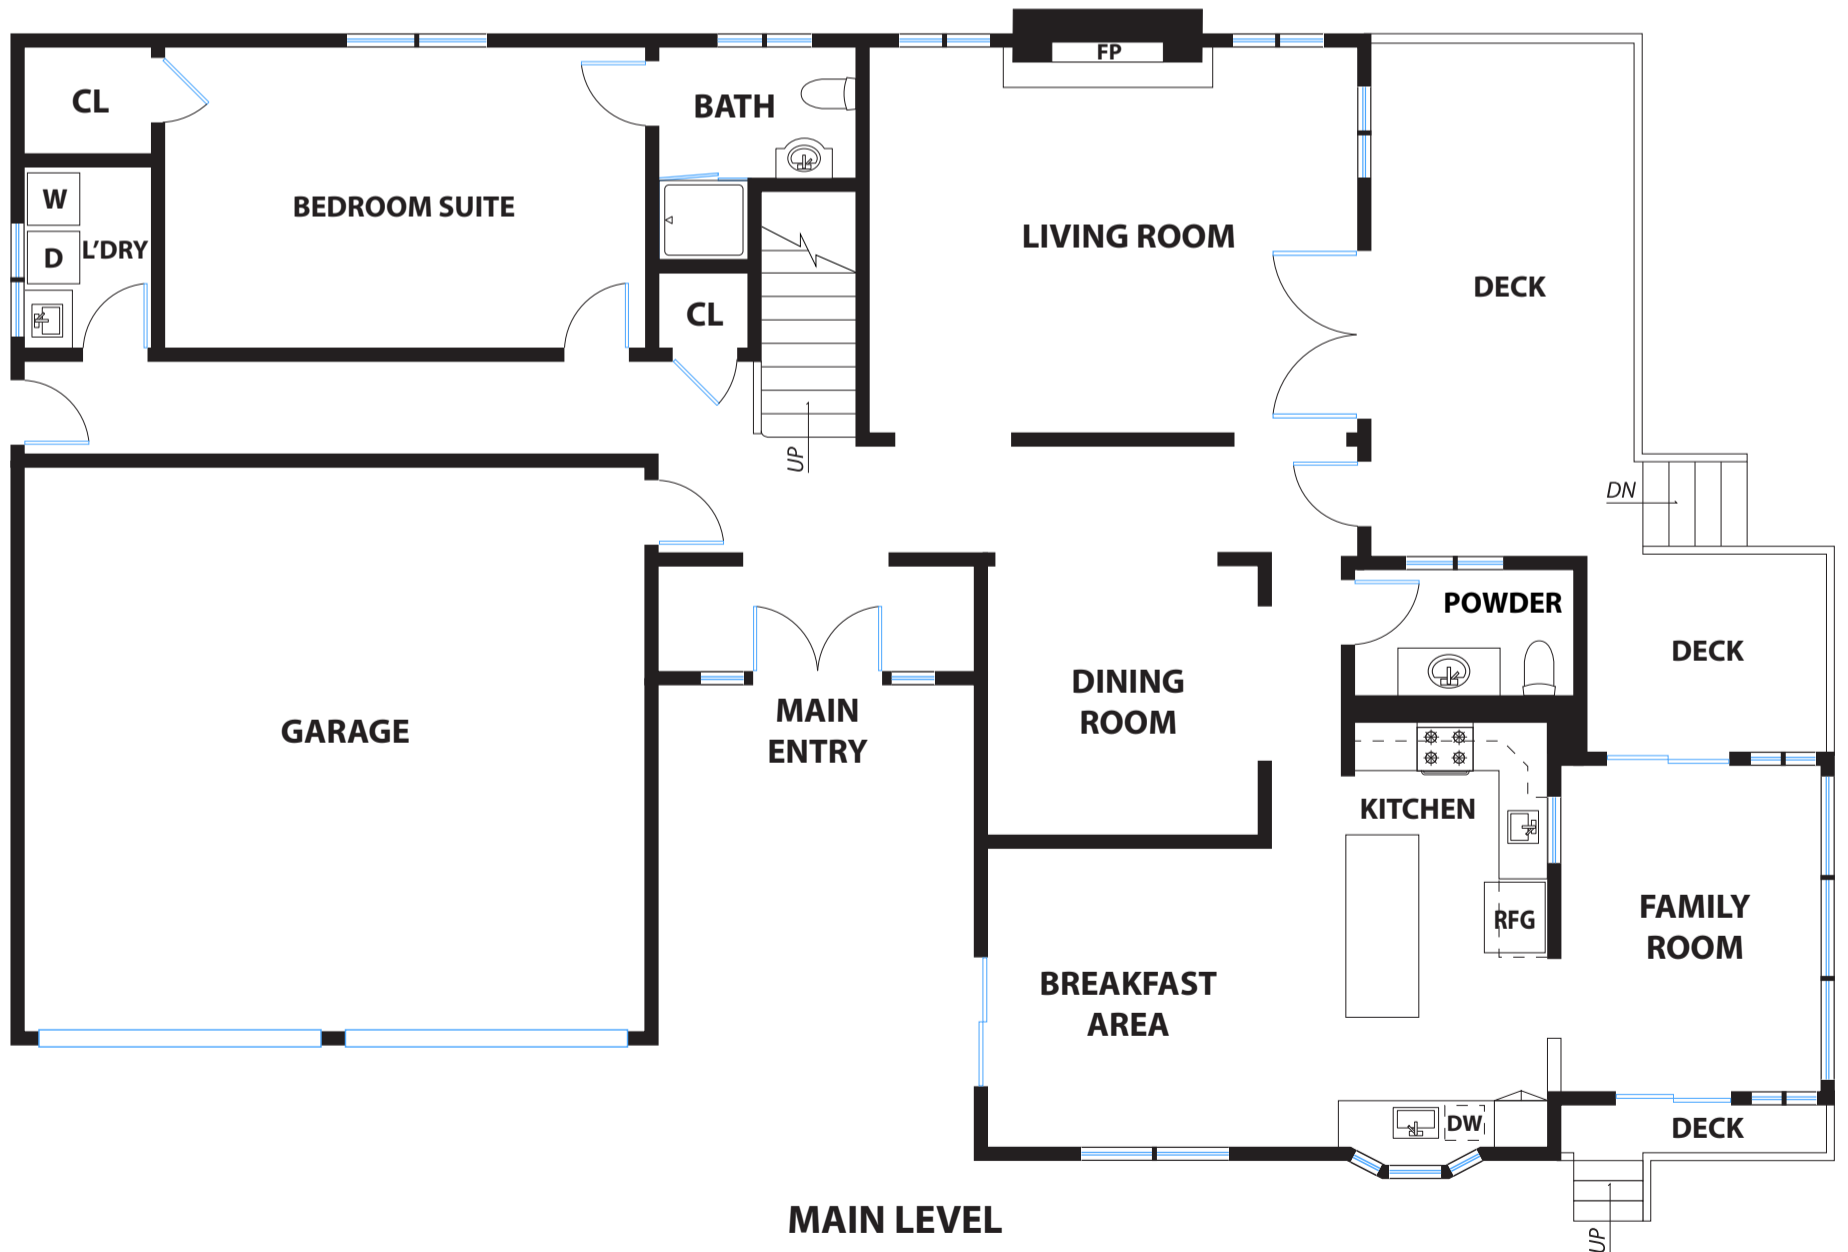 FP
CL
BATH
W
BEDROOM SUITE
L'DRY
D
LIVING ROOM
DECK
CL
UP
DN
POWDER
DECK
DINING
ROOM
GARAGE
MAIN
ENTRY
KITCHEN
RFG
FAMILY
ROOM
BREAKFAST
AREA
DW
DECK
MAIN LEVEL
UP